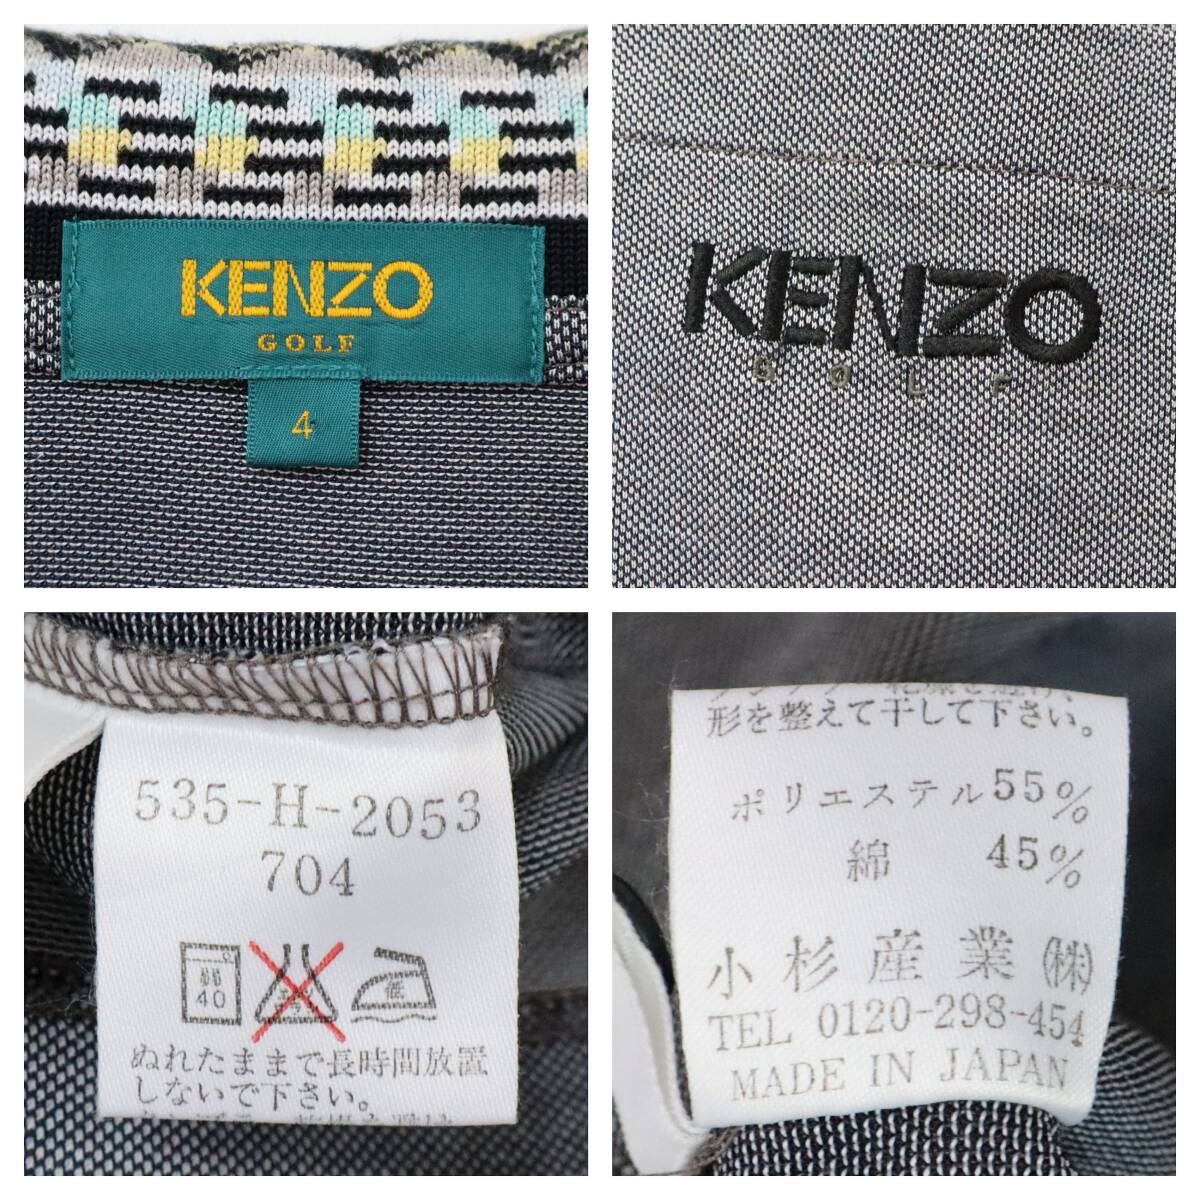 KENZO
GOLF
4
KENZO
GOLF
535-H-2053
704
弱
40
低
ぬれたままで長時間放置
しないで下さい。
形を整えて干して下さい。
ポリエステル55%
綿 45%
小杉産業㈱
TEL 0120-298-454
MADE IN JAPAN